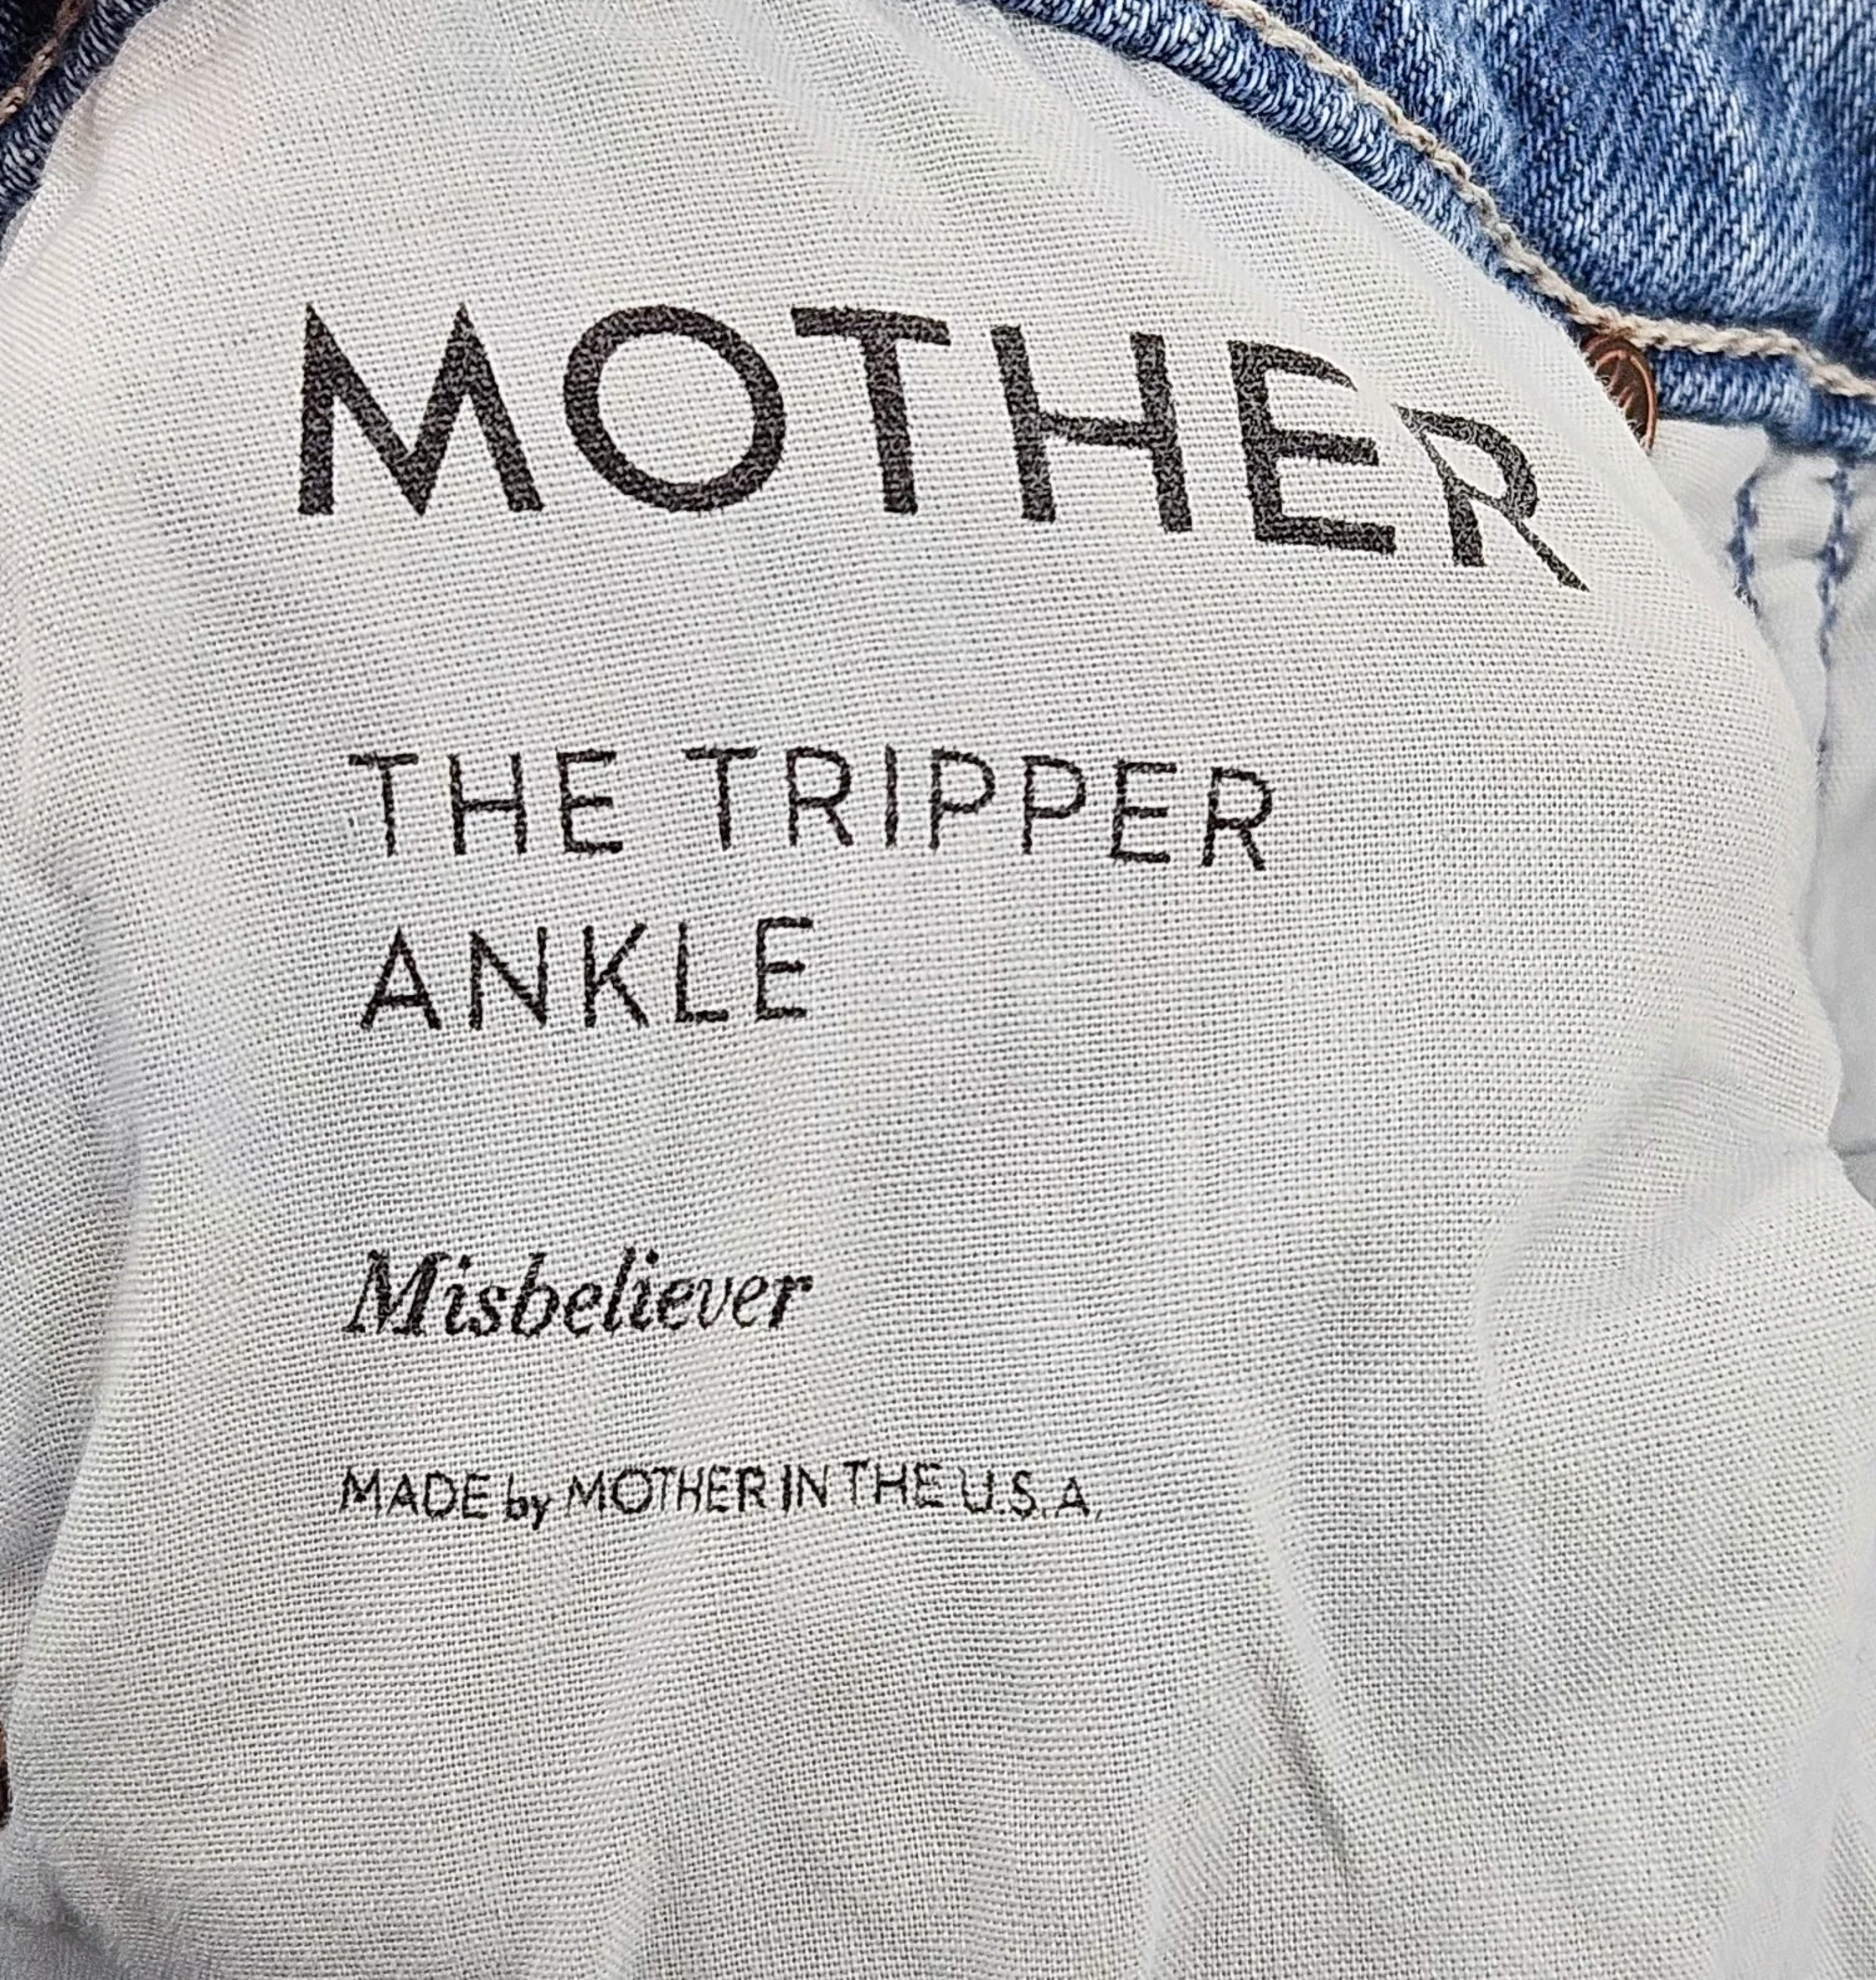 MOTHER
THE TRIPPER
ANKLE
Misbeliever
MADE by MOTHER IN THE U.S.A.